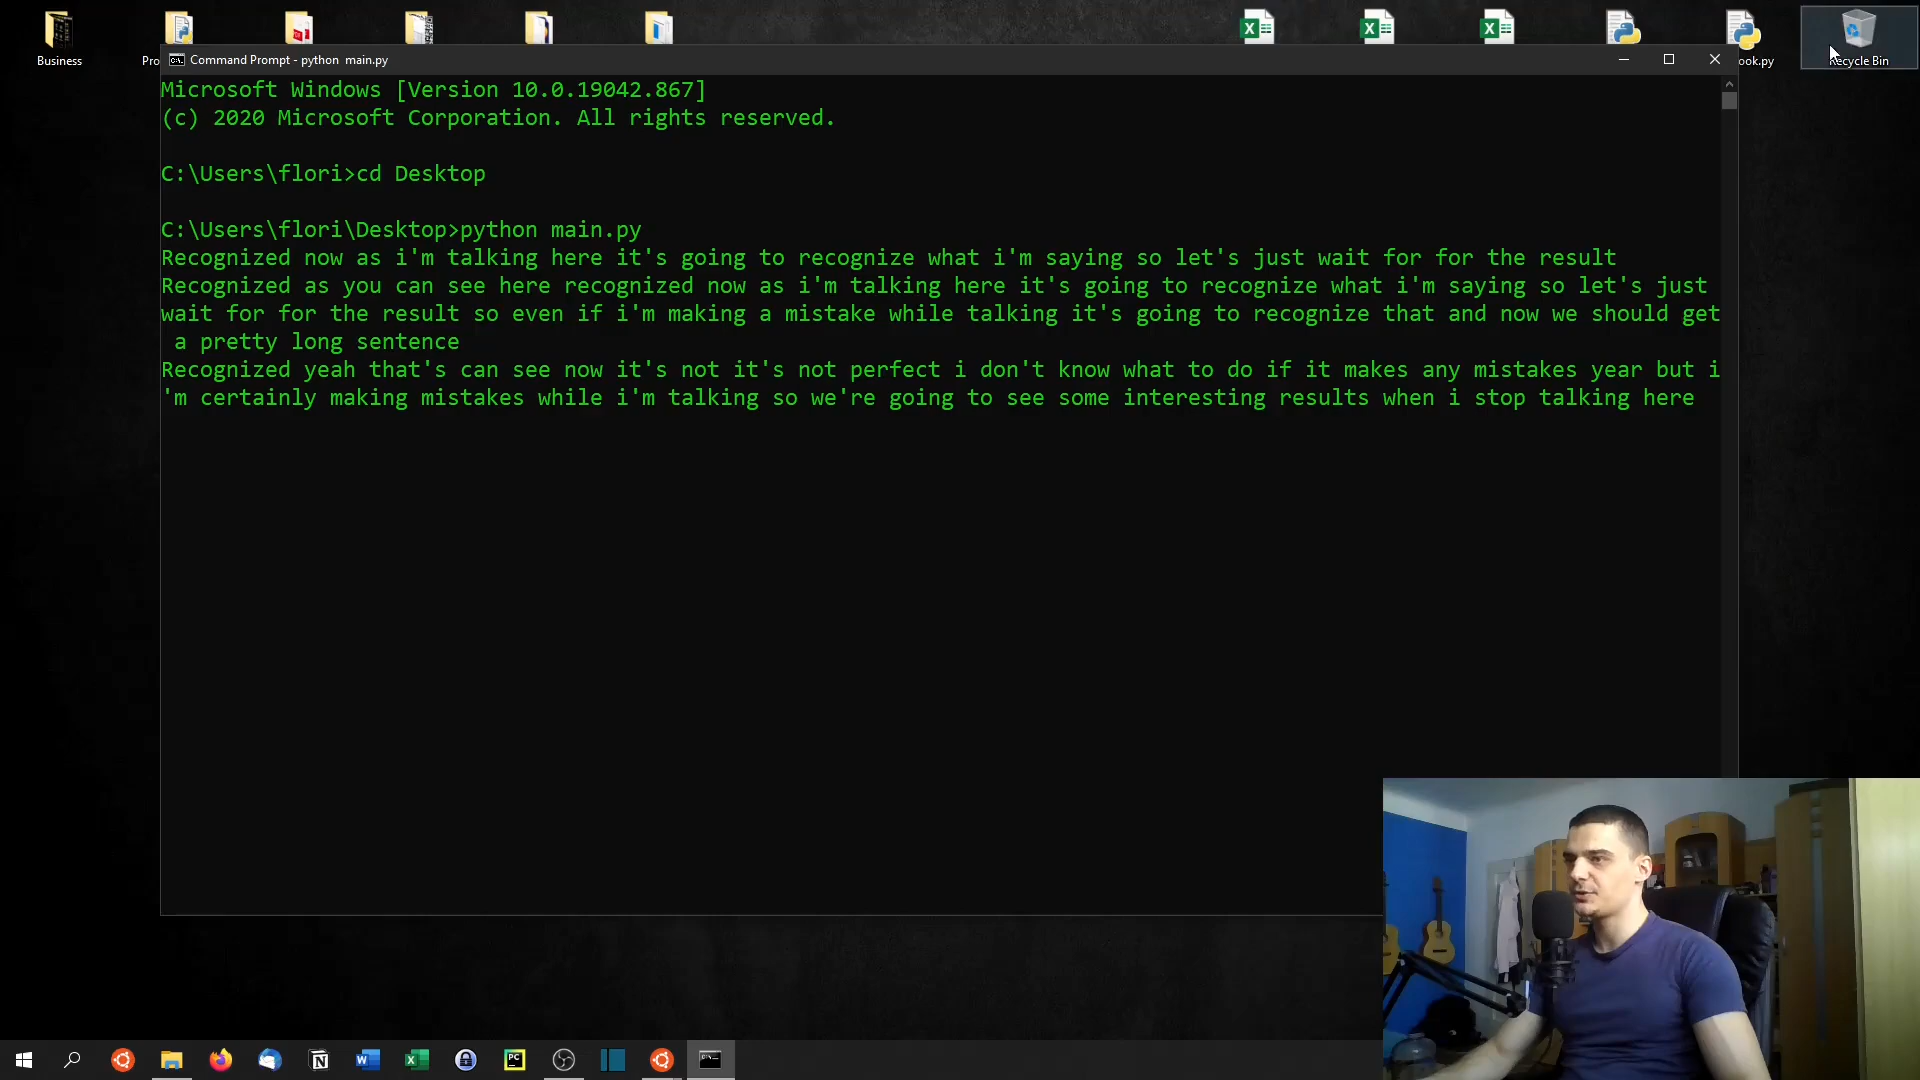 Business
Pro
ook.py
Recycle Bin
Command Prompt - python  main.py
Microsoft Windows [Version 10.0.19042.867]
(c) 2020 Microsoft Corporation. All rights reserved.
C:\Users\flori>cd Desktop
C:\Users\flori\Desktop>python main.py
Recognized now as i'm talking here it's going to recognize what i'm saying so let's just wait for for the result
Recognized as you can see here recognized now as i'm talking here it's going to recognize what i'm saying so let's just
wait for for the result so even if i'm making a mistake while talking it's going to recognize that and now we should get
a pretty long sentence
Recognized yeah that's can see now it's not it's not perfect i don't know what to do if it makes any mistakes year but i
'm certainly making mistakes while i'm talking so we're going to see some interesting results when i stop talking here